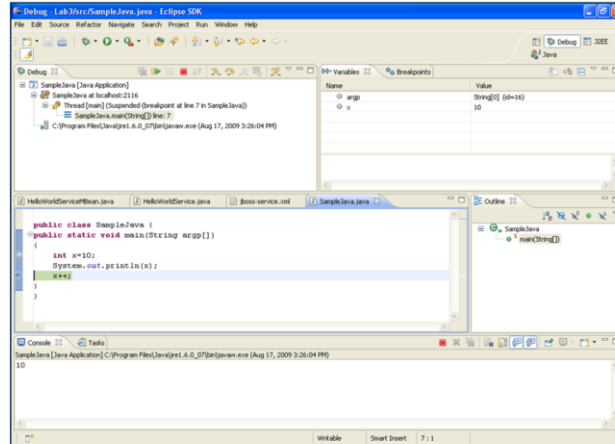 Debug - Lab3/src/SampleJava.java - Eclipse SDK
File Edit Source Refactor Navigate Search Project Run Window Help
Debug J2EE
Java
Debug
SampleJava [Java Application]
SampleJava at localhost:2116
Thread [main] (Suspended (breakpoint at line 7 in SampleJava))
SampleJava.main(String[]) line: 7
C:\Program Files\Java\jre1.6.0_07\bin\javaw.exe (Aug 17, 2009 3:26:04 PM)
Variables Breakpoints
Name Value
argp String[0] (id=16)
x 10
HelloWorldServiceMBean.java HelloWorldService.java jboss-service.xml SampleJava.java
public class SampleJava {
public static void main(String argp[])
{
int x=10;
System.out.println(x);
x++;
}
}
Outline
SampleJava
main(String[])
Console Tasks
SampleJava [Java Application] C:\Program Files\Java\jre1.6.0_07\bin\javaw.exe (Aug 17, 2009 3:26:04 PM)
10
Writable Smart Insert 7 : 1